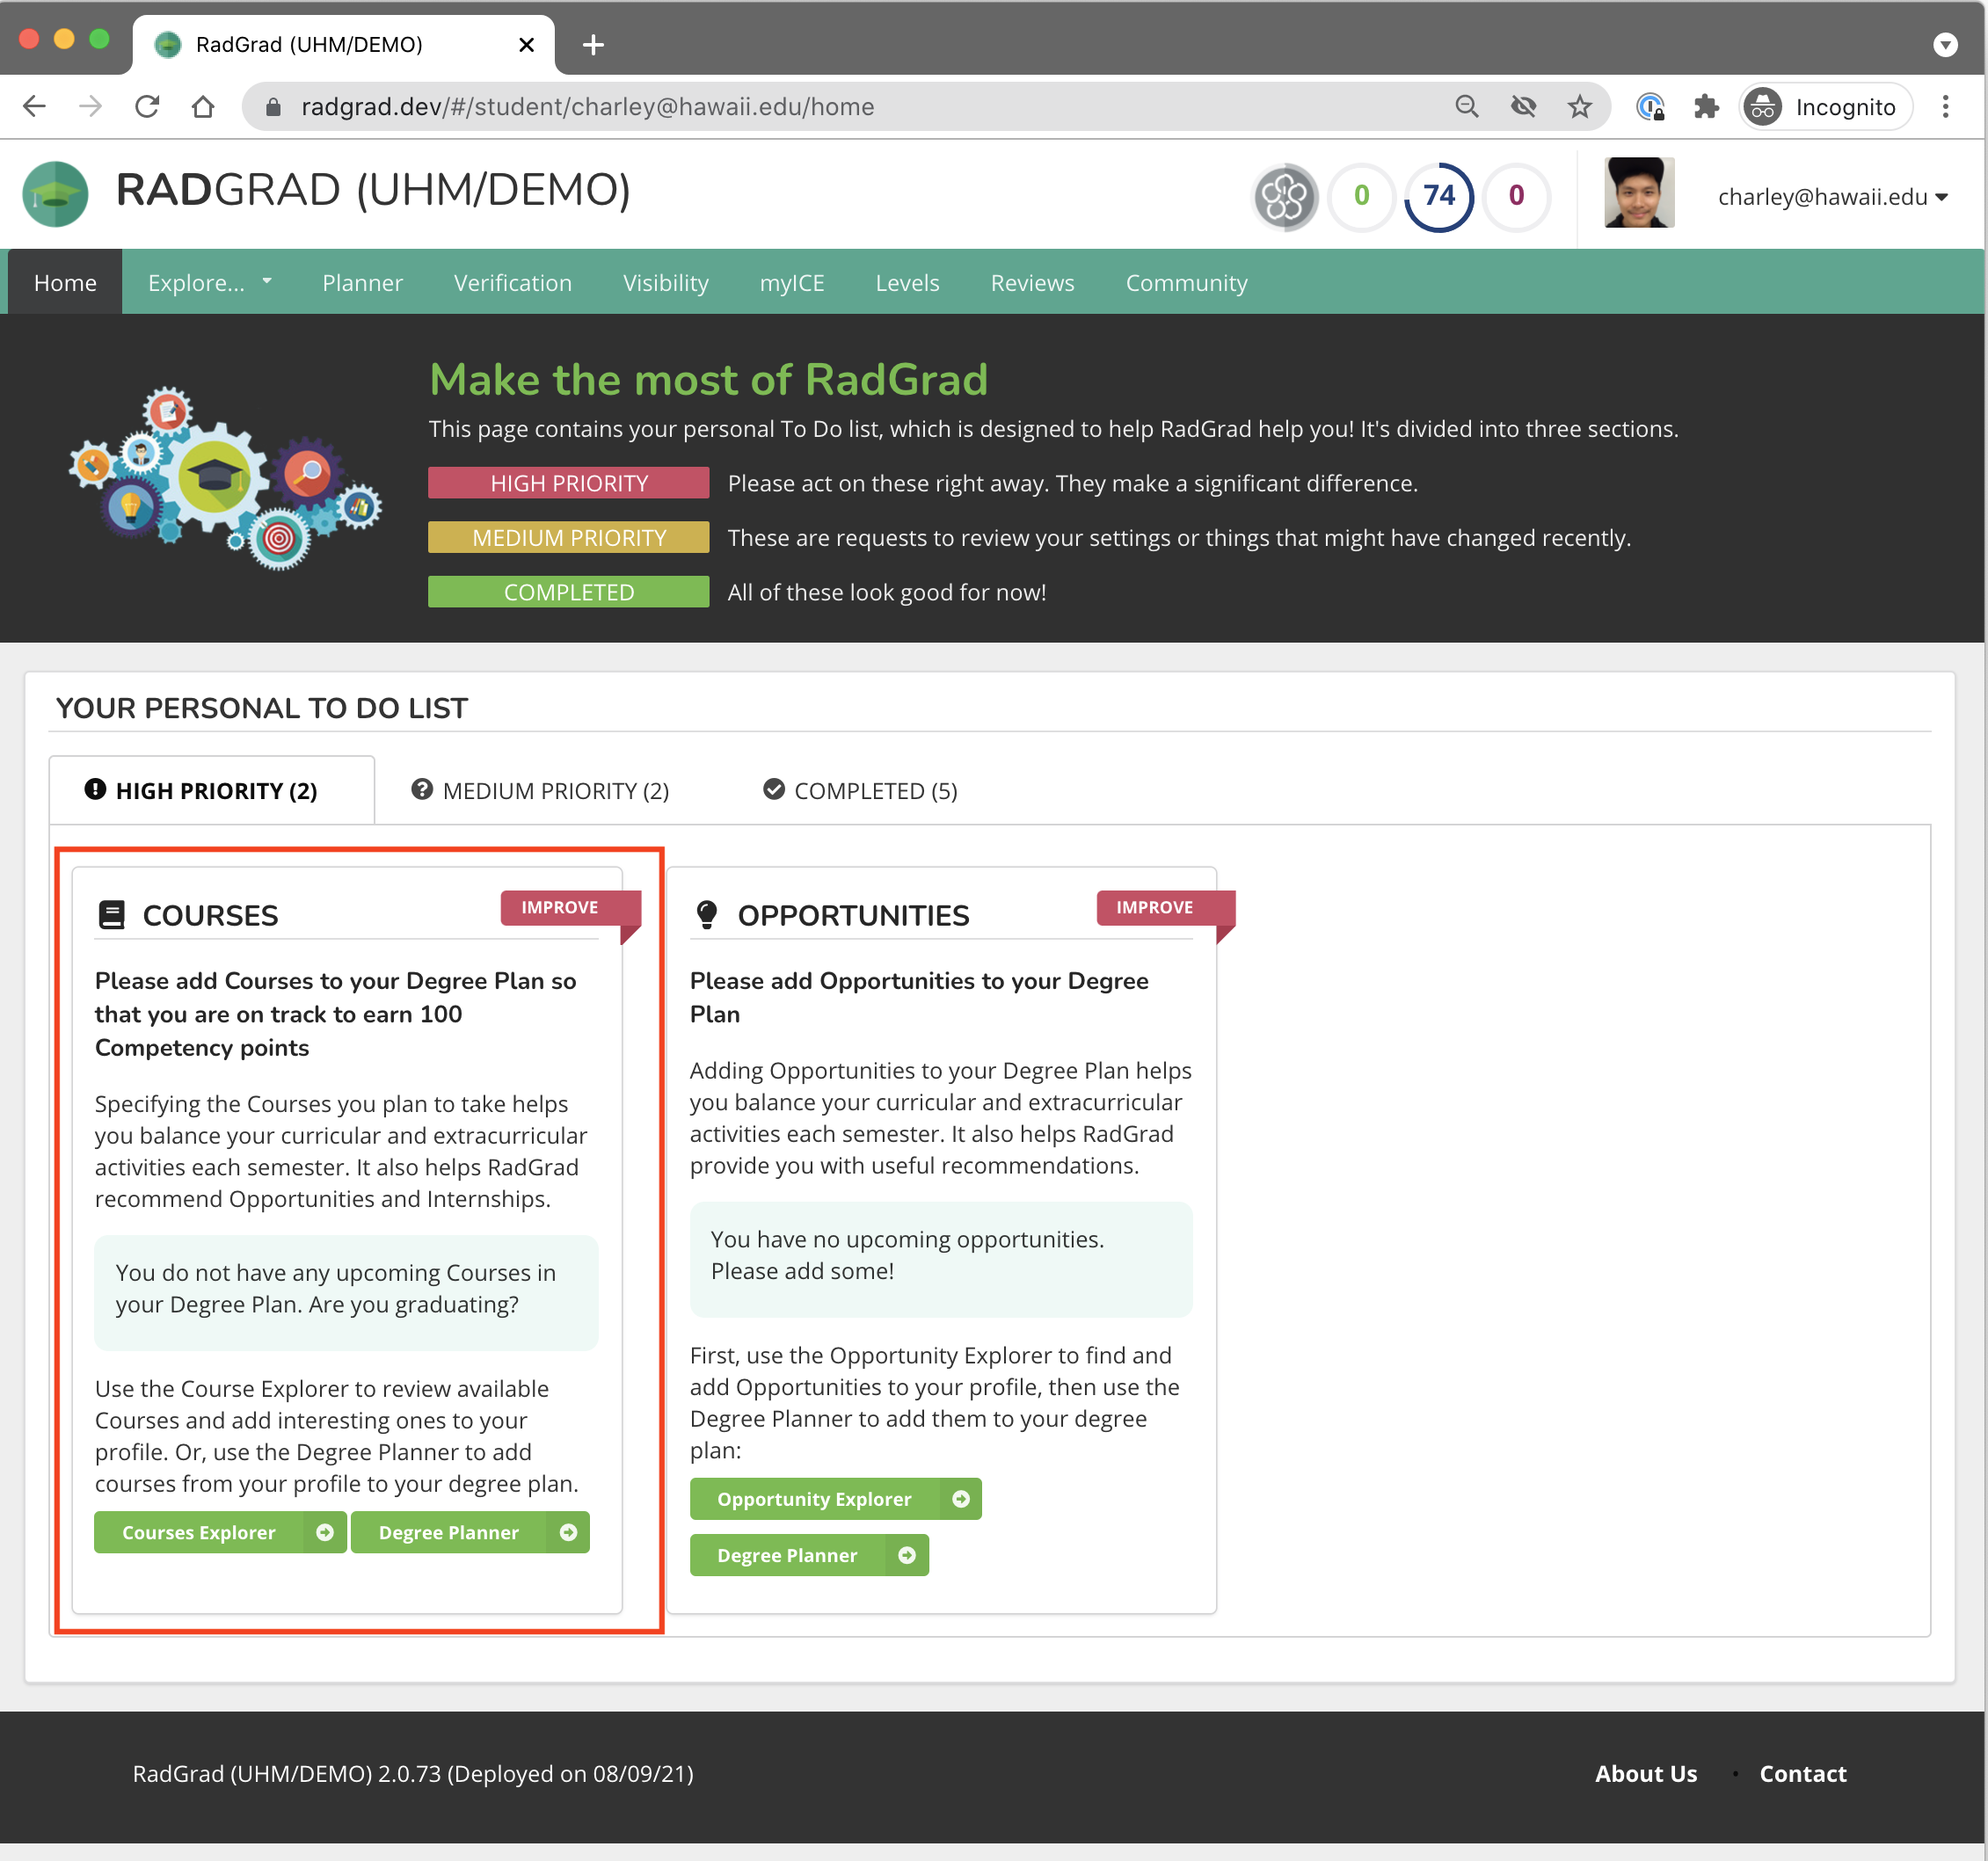 RadGrad (UHM/DEMO)
radgrad.dev/#/student/charley@hawaii.edu/home
Incognito
RADGRAD (UHM/DEMO)
0
74
0
charley@hawaii.edu
Home
Explore...
Planner
Verification
Visibility
myICE
Levels
Reviews
Community
Make the most of RadGrad
This page contains your personal To Do list, which is designed to help RadGrad help you! It's divided into three sections.
HIGH PRIORITY
Please act on these right away. They make a significant difference.
MEDIUM PRIORITY
These are requests to review your settings or things that might have changed recently.
COMPLETED
All of these look good for now!
YOUR PERSONAL TO DO LIST
HIGH PRIORITY (2)
MEDIUM PRIORITY (2)
COMPLETED (5)
COURSES
IMPROVE
Please add Courses to your Degree Plan so
that you are on track to earn 100
Competency points
Specifying the Courses you plan to take helps
you balance your curricular and extracurricular
activities each semester. It also helps RadGrad
recommend Opportunities and Internships.
You do not have any upcoming Courses in
your Degree Plan. Are you graduating?
Use the Course Explorer to review available
Courses and add interesting ones to your
profile. Or, use the Degree Planner to add
courses from your profile to your degree plan.
Courses Explorer
Degree Planner
OPPORTUNITIES
IMPROVE
Please add Opportunities to your Degree
Plan
Adding Opportunities to your Degree Plan helps
you balance your curricular and extracurricular
activities each semester. It also helps RadGrad
provide you with useful recommendations.
You have no upcoming opportunities.
Please add some!
First, use the Opportunity Explorer to find and
add Opportunities to your profile, then use the
Degree Planner to add them to your degree
plan:
Opportunity Explorer
Degree Planner
RadGrad (UHM/DEMO) 2.0.73 (Deployed on 08/09/21)
About Us
Contact